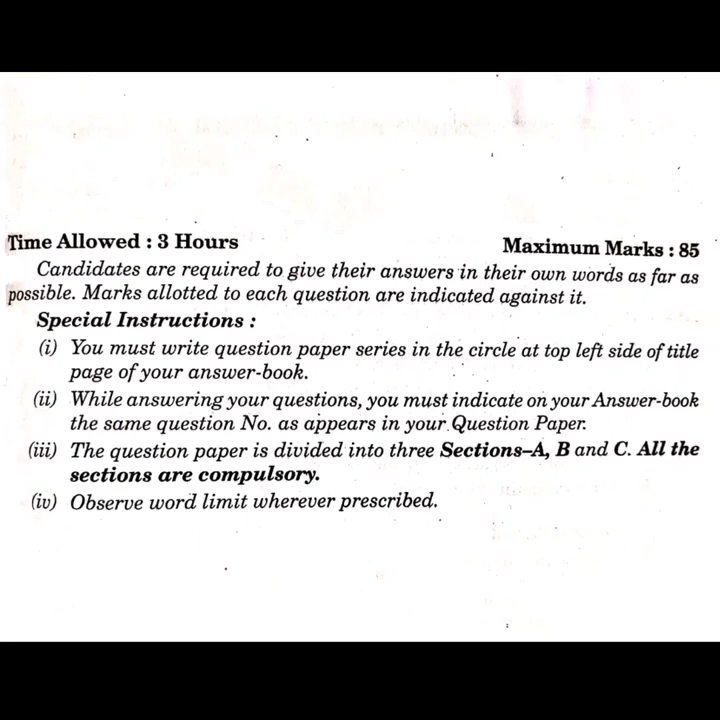 Time Allowed : 3 Hours Maximum Marks : 85
Candidates are required to give their answers in their own words as far as
possible. Marks allotted to each question are indicated against it.
Special Instructions :
(i) You must write question paper series in the circle at top left side of title
page of your answer-book.
(ii) While answering your questions, you must indicate on your Answer-book
the same question No. as appears in your Question Paper.
(iii) The question paper is divided into three Sections–A, B and C. All the
sections are compulsory.
(iv) Observe word limit wherever prescribed.